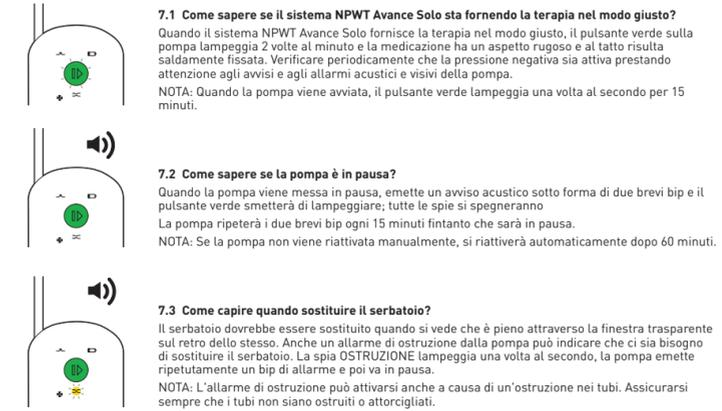 7.1 Come sapere se il sistema NPWT Avance Solo sta fornendo la terapia nel modo giusto?
Quando il sistema NPWT Avance Solo fornisce la terapia nel modo giusto, il pulsante verde sulla
pompa lampeggia 2 volte al minuto e la medicazione ha un aspetto rugoso e al tatto risulta
saldamente fissata. Verificare periodicamente che la pressione negativa sia attiva prestando
attenzione agli avvisi e agli allarmi acustici e visivi della pompa.
NOTA: Quando la pompa viene avviata, il pulsante verde lampeggia una volta al secondo per 15
minuti.
7.2 Come sapere se la pompa è in pausa?
Quando la pompa viene messa in pausa, emette un avviso acustico sotto forma di due brevi bip e il
pulsante verde smetterà di lampeggiare; tutte le spie si spegneranno
La pompa ripeterà i due brevi bip ogni 15 minuti fintanto che sarà in pausa.
NOTA: Se la pompa non viene riattivata manualmente, si riattiverà automaticamente dopo 60 minuti.
7.3 Come capire quando sostituire il serbatoio?
Il serbatoio dovrebbe essere sostituito quando si vede che è pieno attraverso la finestra trasparente
sul retro dello stesso. Anche un allarme di ostruzione dalla pompa può indicare che ci sia bisogno
di sostituire il serbatoio. La spia OSTRUZIONE lampeggia una volta al secondo, la pompa emette
ripetutamente un bip di allarme e poi va in pausa.
NOTA: L'allarme di ostruzione può attivarsi anche a causa di un'ostruzione nei tubi. Assicurarsi
sempre che i tubi non siano ostruiti o attorcigliati.